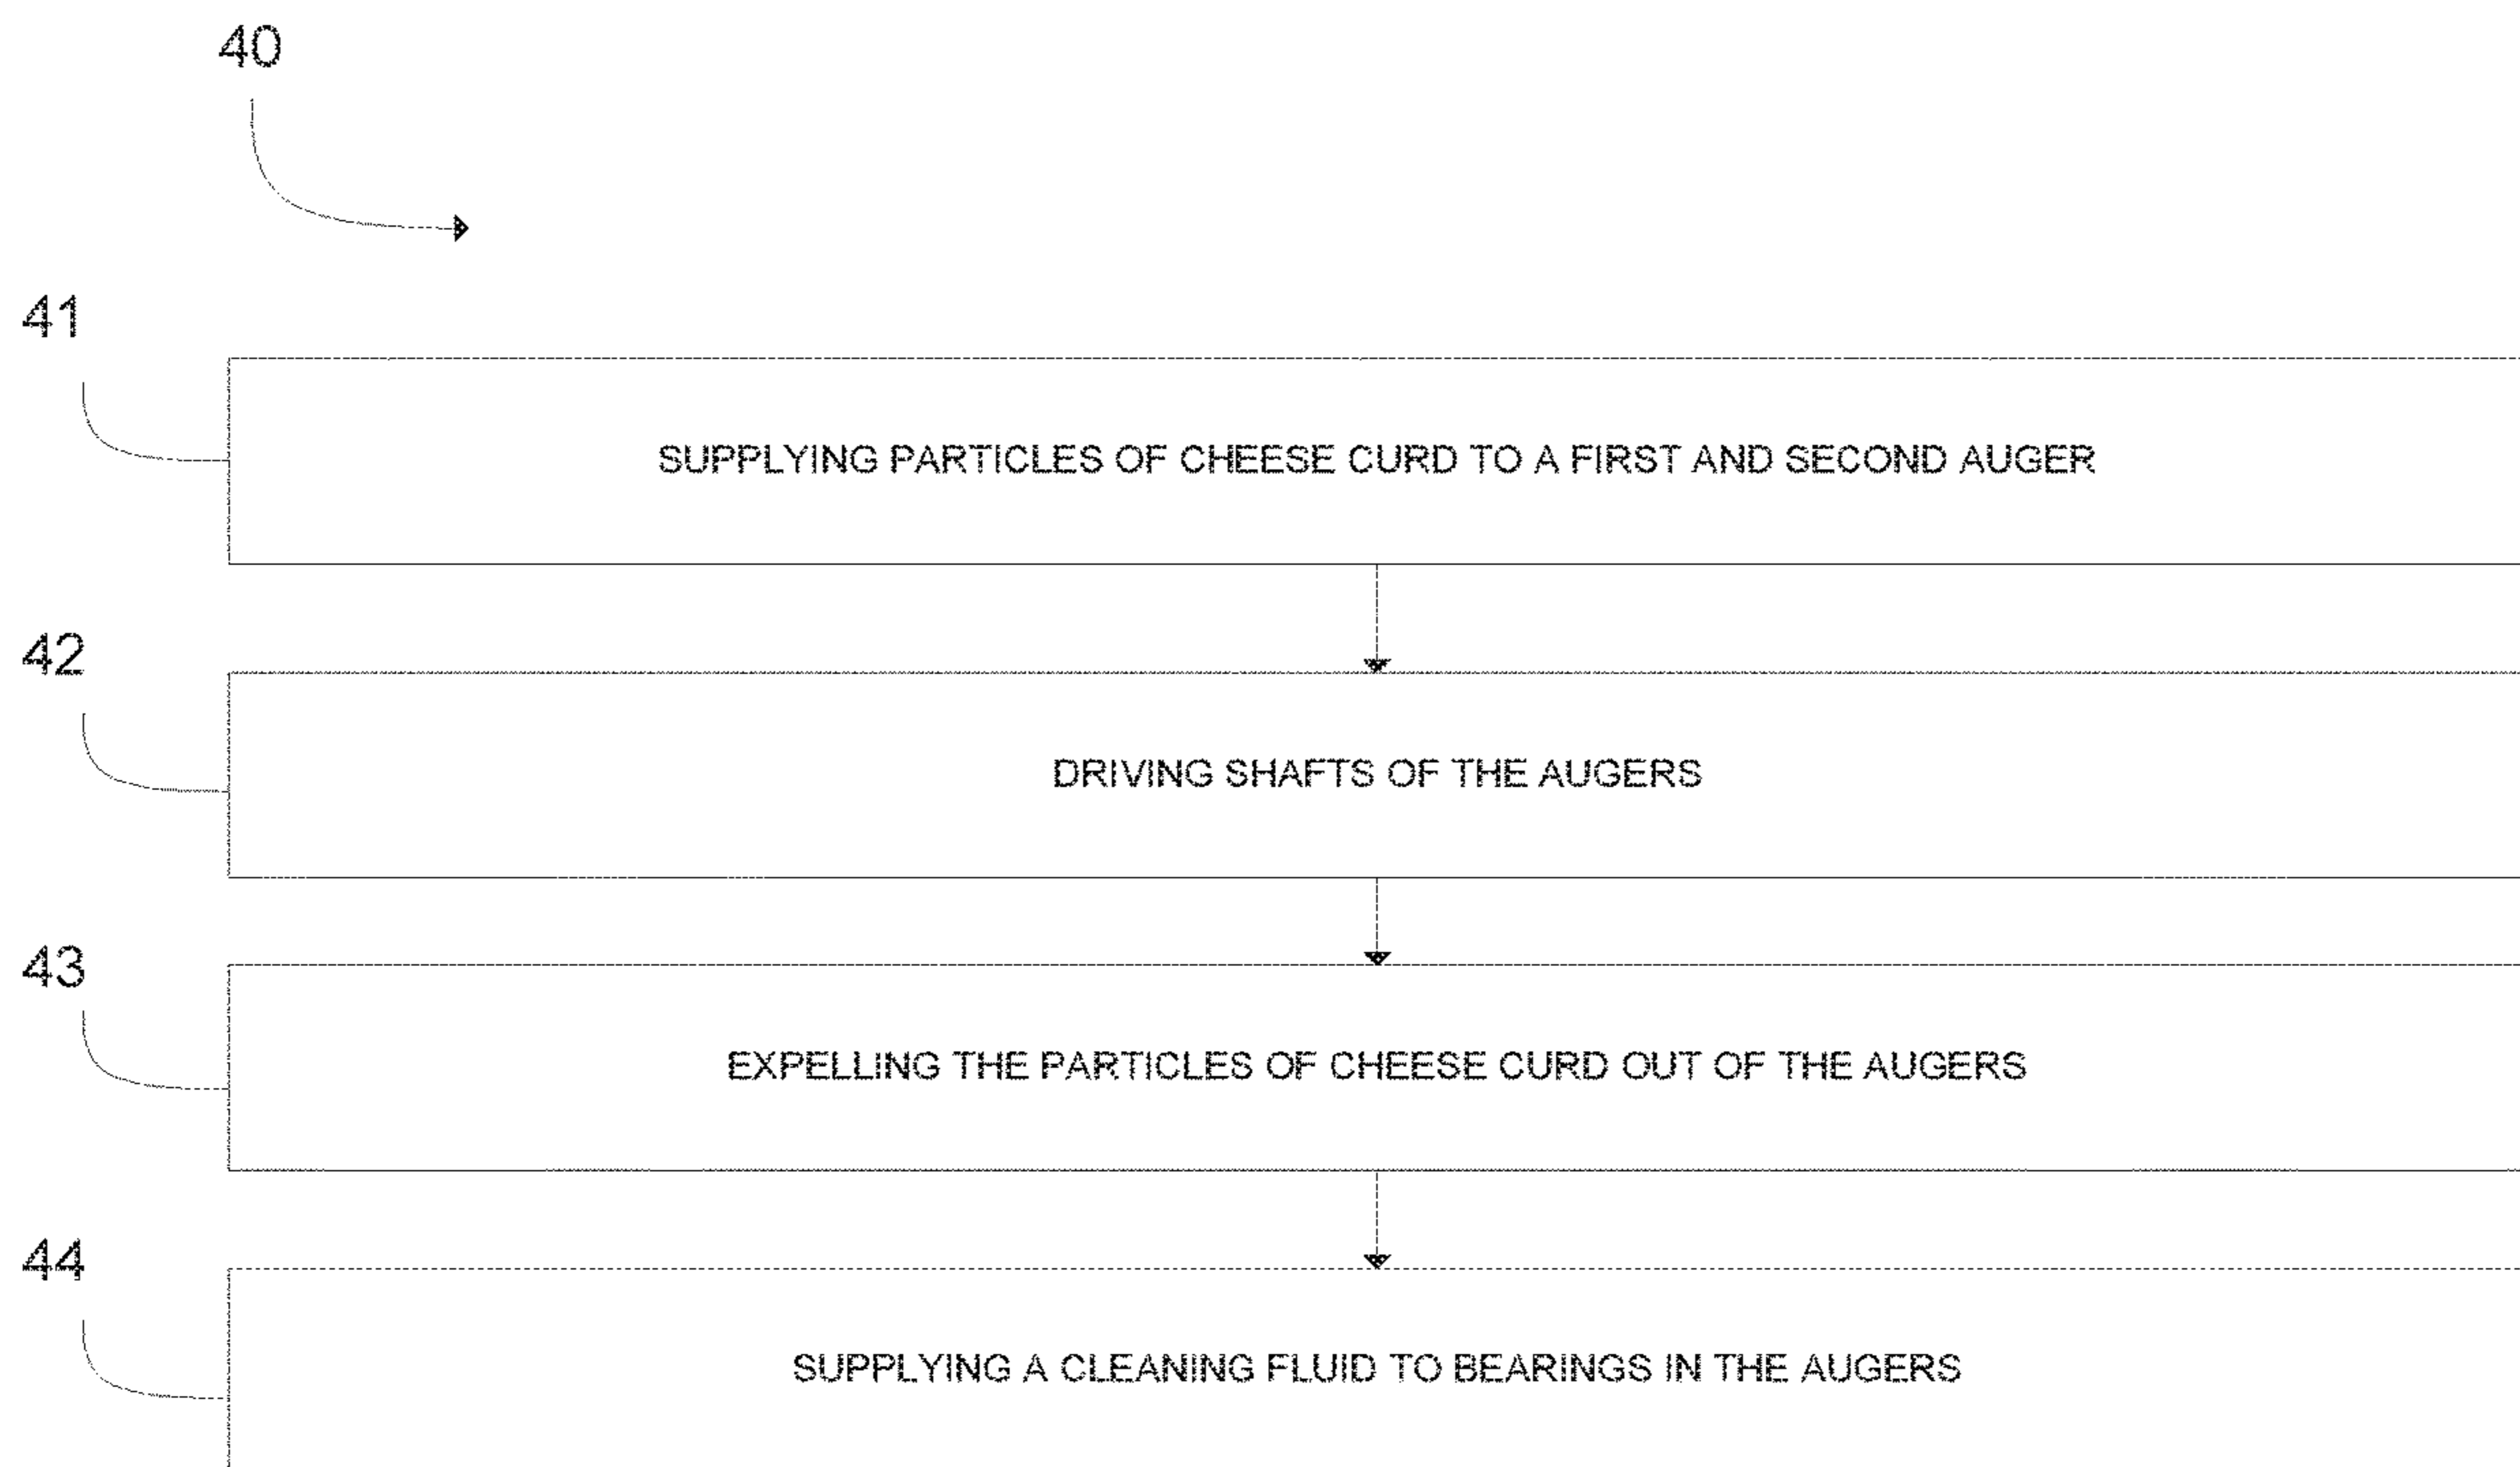 40
41
SUPPLYING PARTICLES OF CHEESE CURD TO A FIRST AND SECOND AUGER
42
DRIVING SHAFTS OF THE AUGERS
43
EXPELLING THE PARTICLES OF CHEESE CURD OUT OF THE AUGERS
44
SUPPLYING A CLEANING FLUID TO BEARINGS IN THE AUGERS